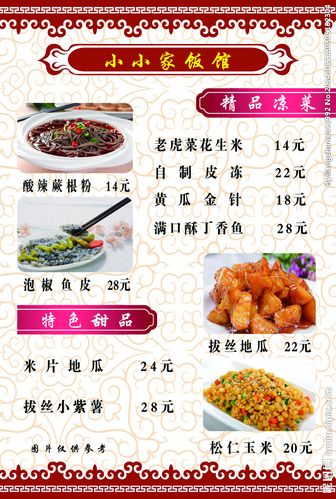 小小家饭馆
精品凉菜
老虎菜花生米 14元
自制皮冻 22元
黄瓜金针 18元
满口酥丁香鱼 28元
酸辣蕨根粉 14元
泡椒鱼皮 28元
特色甜品
米片地瓜 24元
拔丝小紫薯 28元
拔丝地瓜 22元
松仁玉米 20元
图片仅供参考